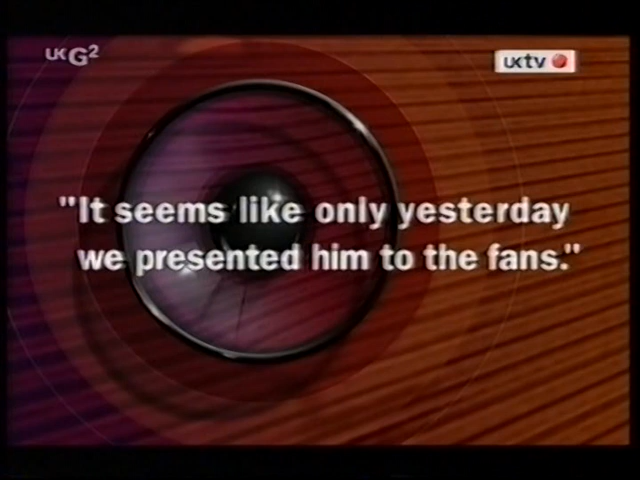 UKG²
uktv
"It seems like only yesterday
we presented him to the fans."